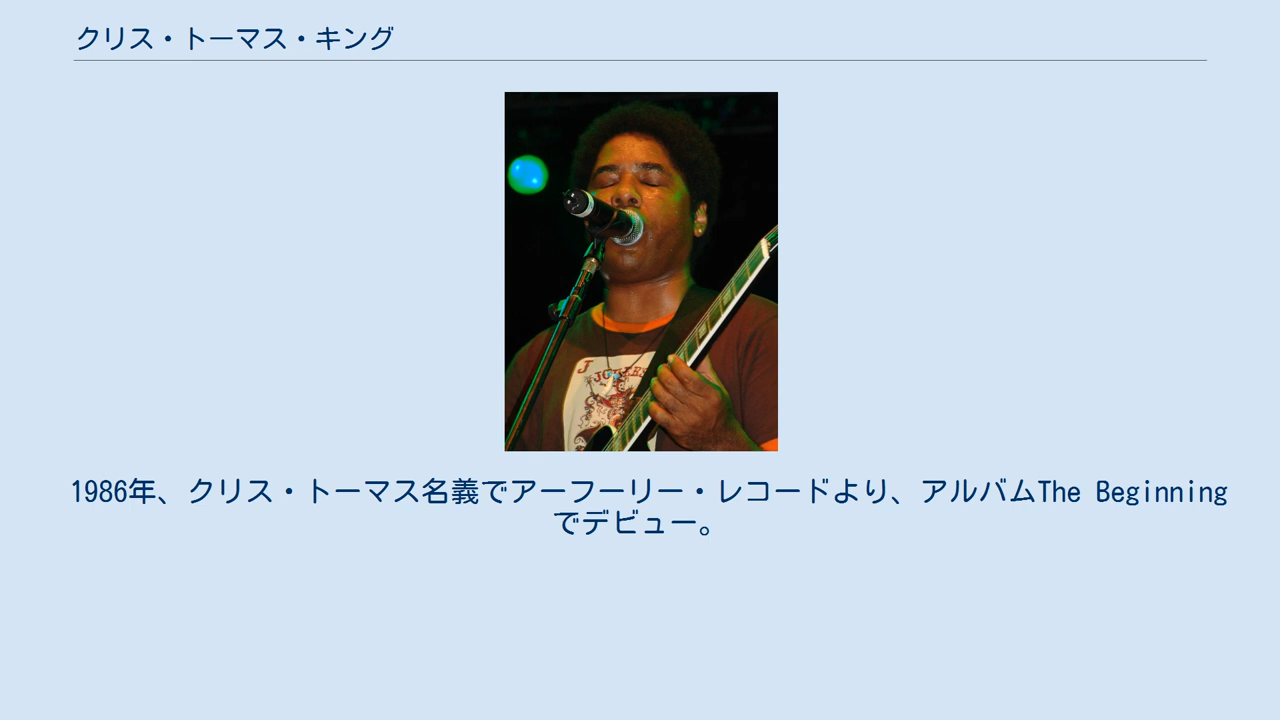 クリス・トーマス・キング
J
1986年、クリス・トーマス名義でアーフーリー・レコードより、アルバムThe Beginning
でデビュー。